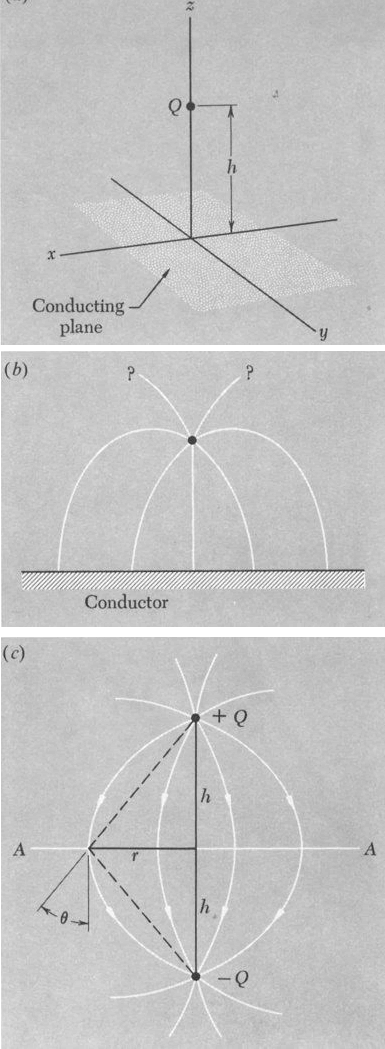 z
Q
h
x
Conducting
plane
y
(b)
? ?
Conductor
(c)
+ Q
h
A r A
θ h
− Q